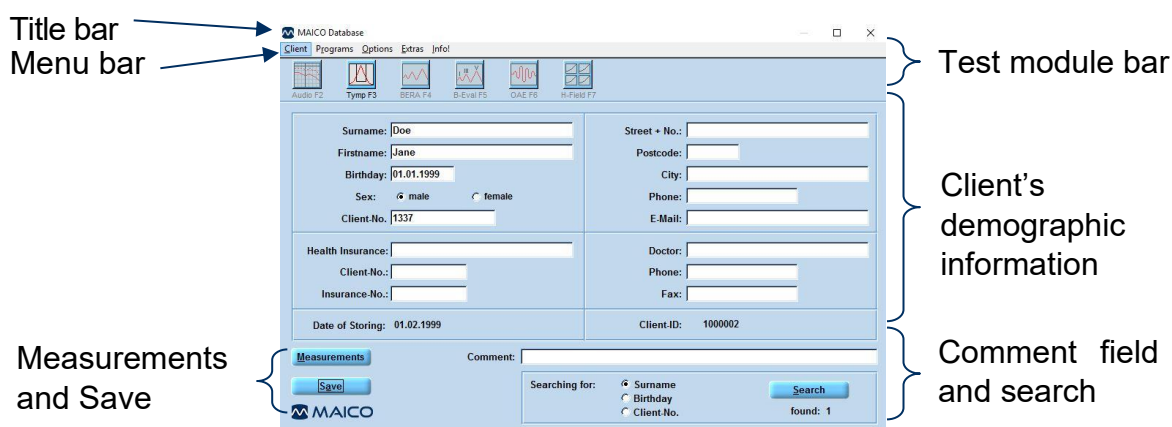 Title bar
Menu bar
MAICO Database
Client Programs Options Extras Info!
Audio F2 Tymp F3 BERA F4 B-Eval F5 OAE F6 H-Field F7
Test module bar
Surname: Doe
Firstname: Jane
Birthday: 01.01.1999
Sex: male female
Client-No. 1337
Street + No.:
Postcode:
City:
Phone:
E-Mail:
Health Insurance:
Client-No.:
Insurance-No.:
Doctor:
Phone:
Fax:
Date of Storing: 01.02.1999
Client-ID: 1000002
Client's
demographic
information
Measurements
and Save
Measurements
Save
MAICO
Comment:
Searching for: Surname
Birthday
Client-No.
Search
found: 1
Comment field
and search